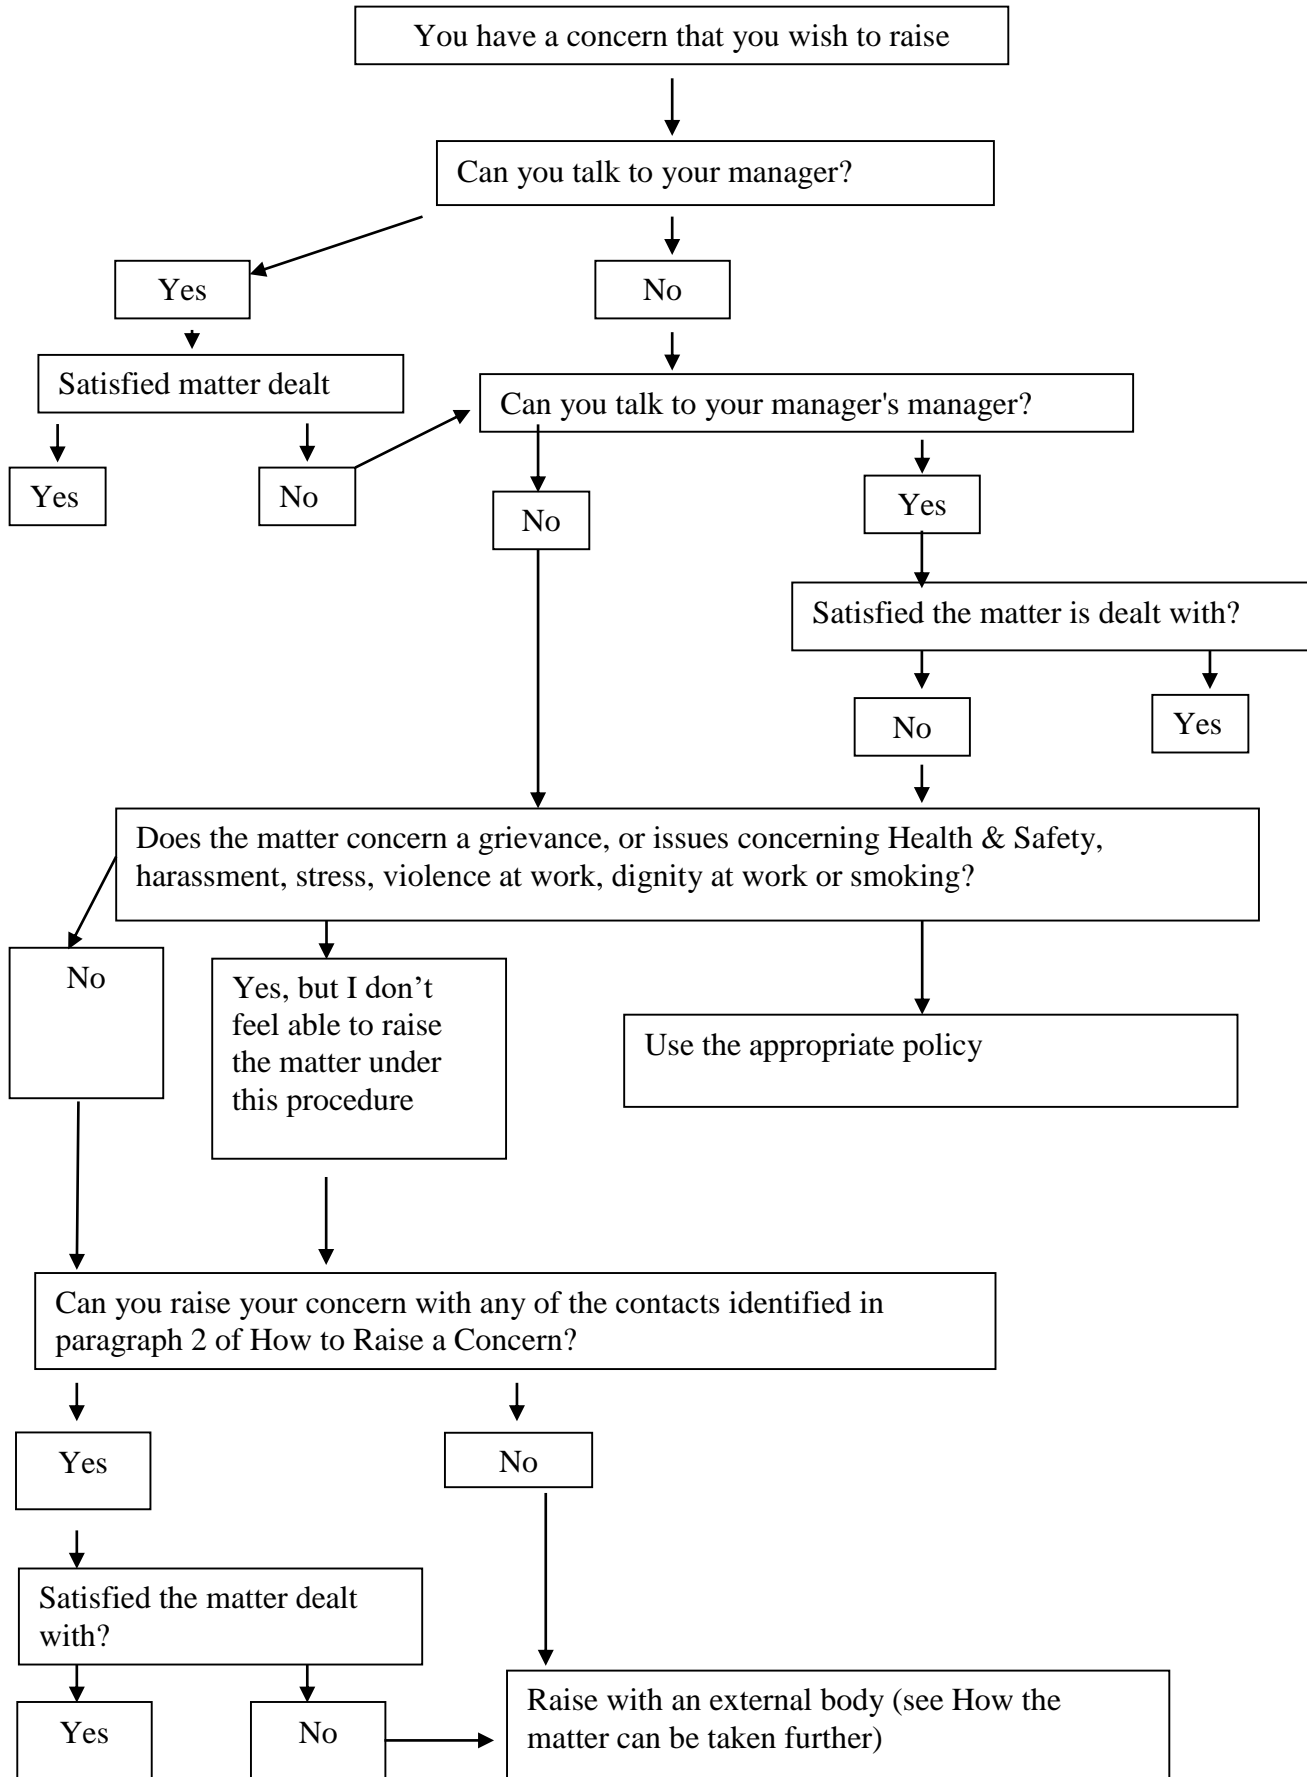 You have a concern that you wish to raise
Can you talk to your manager?
Yes
No
Satisfied matter dealt
Can you talk to your manager's manager?
Yes
No
No
Yes
Satisfied the matter is dealt with?
No
Yes
Does the matter concern a grievance, or issues concerning Health & Safety,
harassment, stress, violence at work, dignity at work or smoking?
No
Yes, but I don’t
feel able to raise
the matter under
this procedure
Use the appropriate policy
Can you raise your concern with any of the contacts identified in
paragraph 2 of How to Raise a Concern?
Yes
No
Satisfied the matter dealt
with?
Yes
No
Raise with an external body (see How the
matter can be taken further)